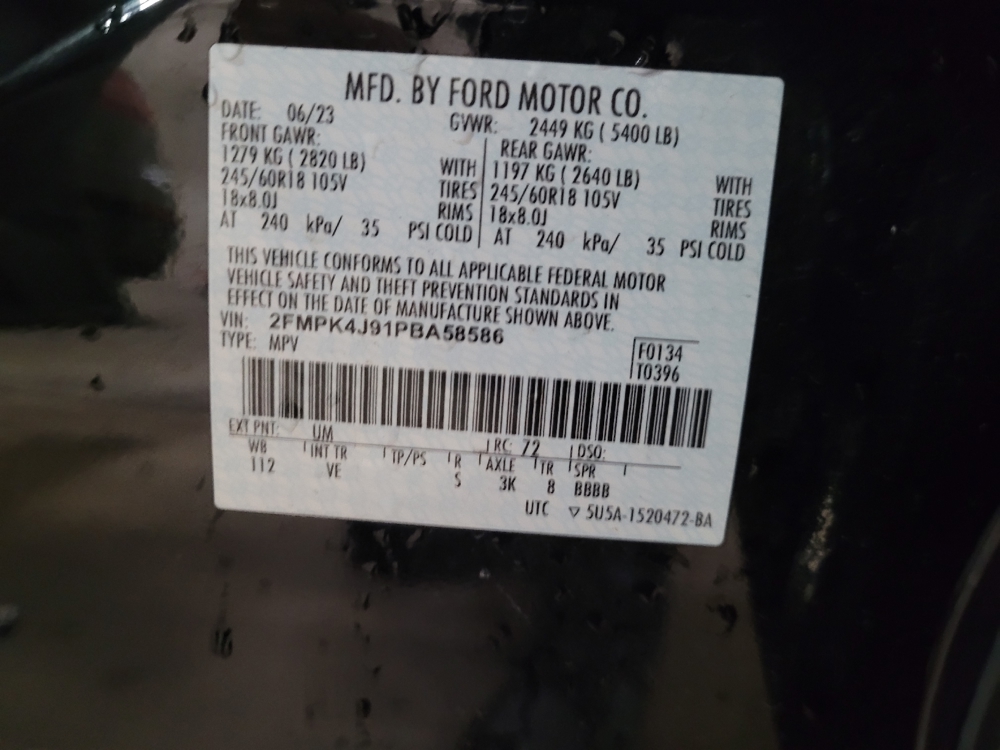 MFD. BY FORD MOTOR CO.
DATE: 06/23 GVWR: 2449 KG ( 5400 LB)
FRONT GAWR: REAR GAWR:
1279 KG ( 2820 LB) WITH 1197 KG ( 2640 LB) WITH
245/60R18 105V TIRES 245/60R18 105V TIRES
18x8.0J RIMS 18x8.0J RIMS
AT 240 kPa/ 35 PSI COLD AT 240 kPa/ 35 PSI COLD
THIS VEHICLE CONFORMS TO ALL APPLICABLE FEDERAL MOTOR
VEHICLE SAFETY AND THEFT PREVENTION STANDARDS IN
EFFECT ON THE DATE OF MANUFACTURE SHOWN ABOVE.
VIN: 2FMPK4J91PBA58586
TYPE: MPV
F0134
T0396
EXT PNT: UM RC: 72 DSO:
WB INT TR TP/PS R AXLE TR SPR
112 VE S 3K 8 BBBB
UTC ▽ 5U5A-1520472-BA